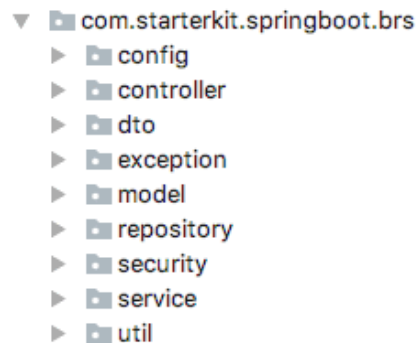 com.starterkit.springboot.brs
config
controller
dto
exception
model
repository
security
service
util